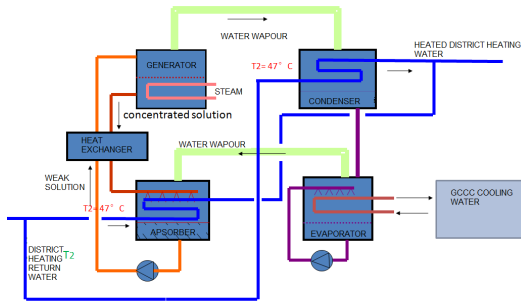 WATER WAPOUR
HEATED DISTRICT HEATING
WATER
GENERATOR
T2= 47° C
STEAM
CONDENSER
concentrated solution
HEAT
EXCHANGER
WATER WAPOUR
WEAK
SOLUTION
GCCC COOLING
WATER
T2=47° C
APSORBER
EVAPORATOR
DISTRICT
HEATING T2
RETURN
WATER